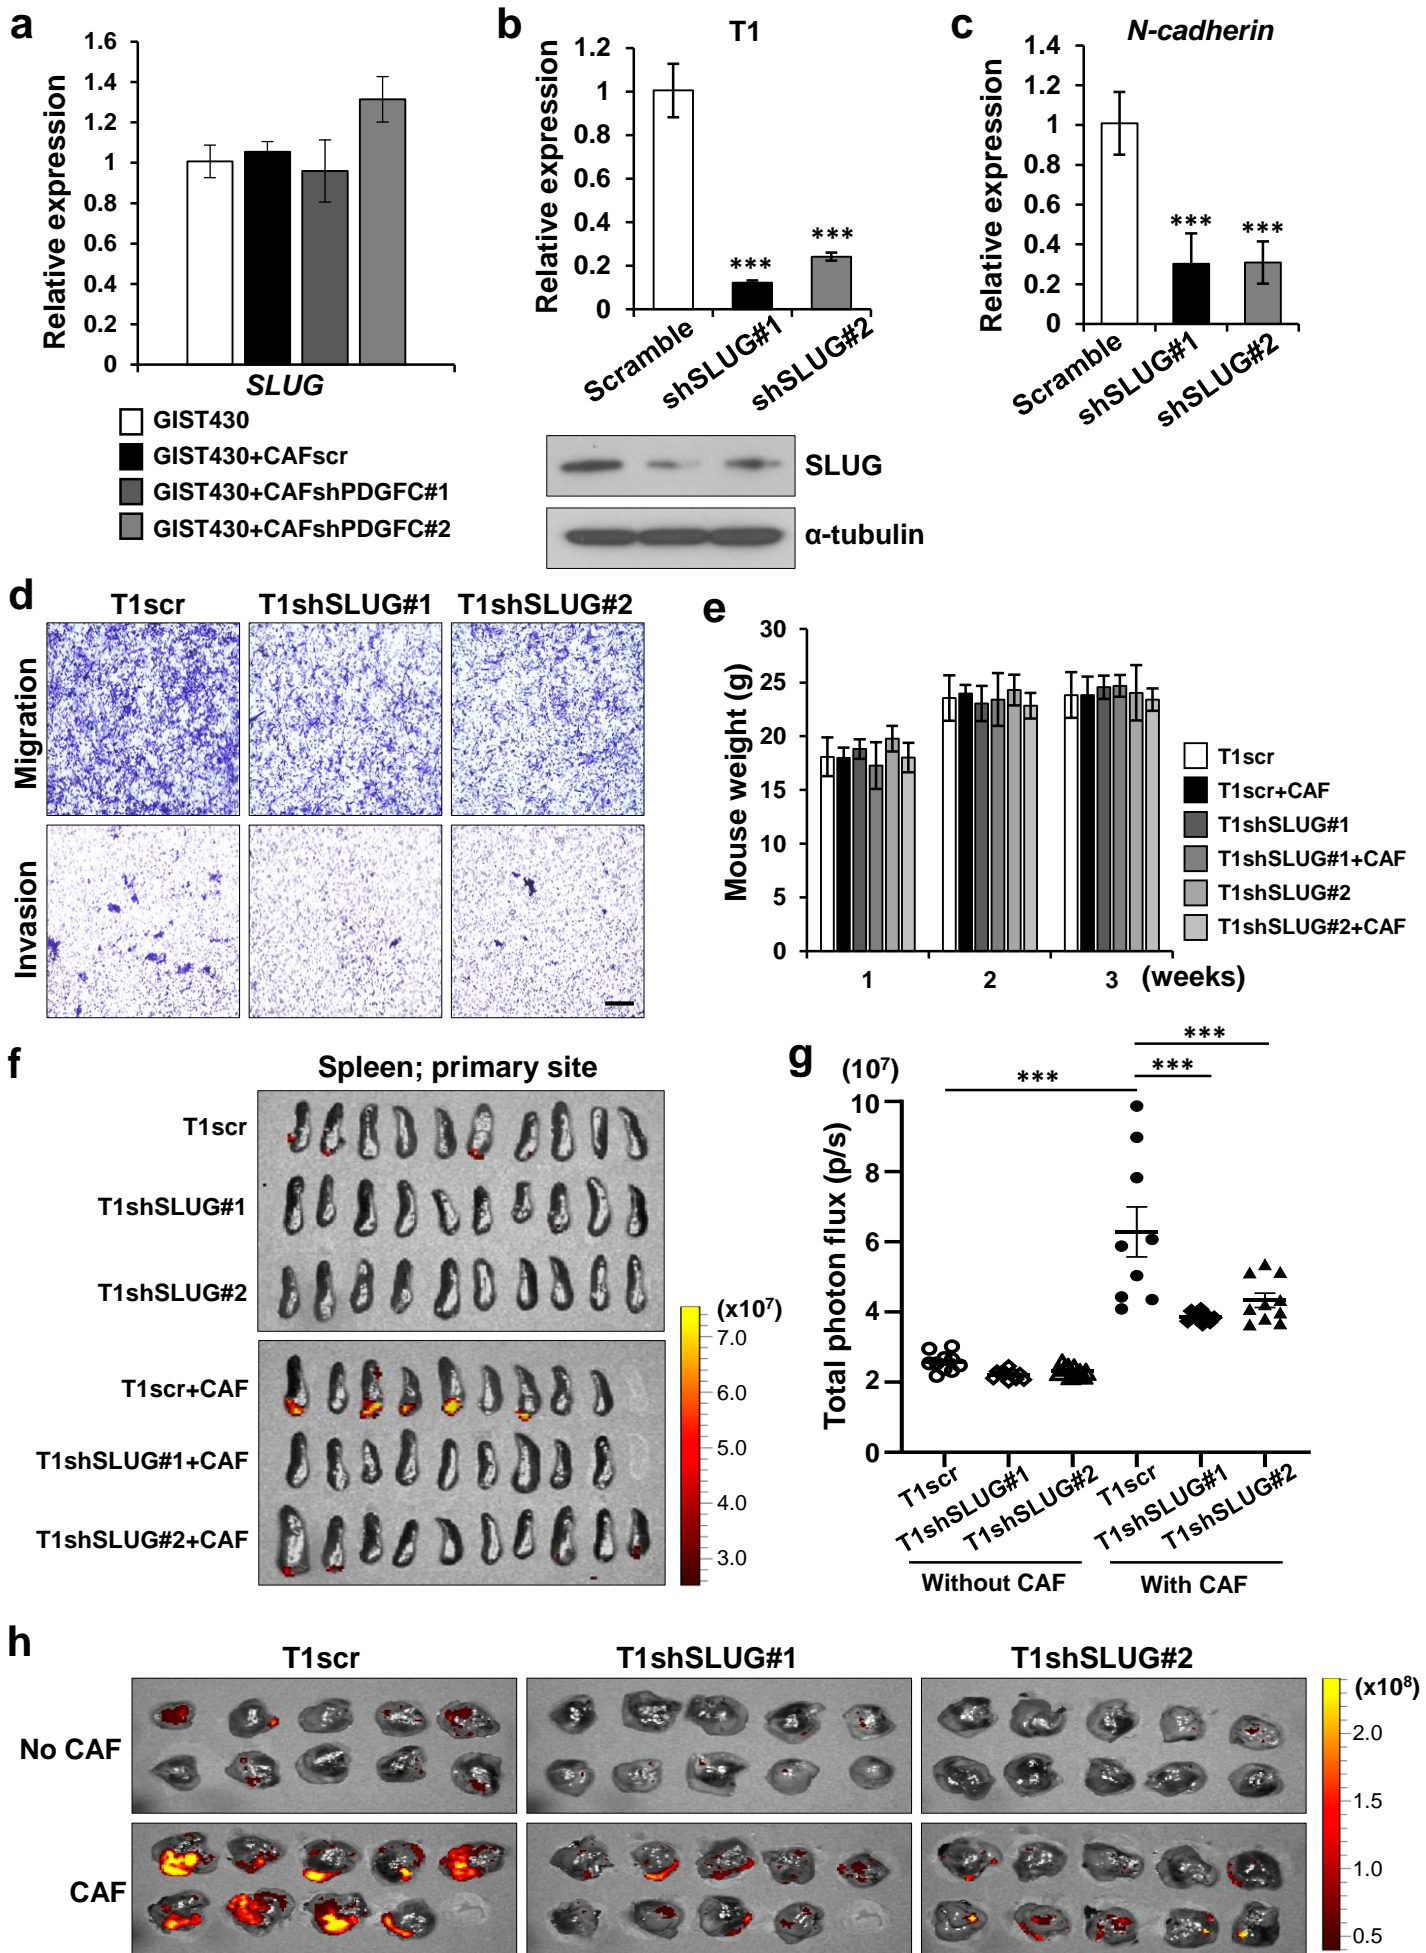 a
1.6
1.4
1.2
1
0.8
0.6
0.4
0.2
0
Relative expression
SLUG
GIST430
GIST430+CAFscr
GIST430+CAFshPDGFC#1
GIST430+CAFshPDGFC#2
b
T1
1.2
1
0.8
0.6
0.4
0.2
0
Relative expression
***
***
Scramble
shSLUG#1
shSLUG#2
SLUG
α-tubulin
c
N-cadherin
1.4
1.2
1
0.8
0.6
0.4
0.2
0
Relative expression
***
***
Scramble
shSLUG#1
shSLUG#2
d
T1scr
T1shSLUG#1
T1shSLUG#2
Migration
Invasion
e
30
25
20
15
10
5
0
Mouse weight (g)
1
2
3
(weeks)
T1scr
T1scr+CAF
T1shSLUG#1
T1shSLUG#1+CAF
T1shSLUG#2
T1shSLUG#2+CAF
f
Spleen; primary site
T1scr
T1shSLUG#1
T1shSLUG#2
T1scr+CAF
T1shSLUG#1+CAF
T1shSLUG#2+CAF
(x10⁷)
7.0
6.0
5.0
4.0
3.0
g
(10⁷)
***
***
***
10
8
6
4
2
0
Total photon flux (p/s)
T1scr
T1shSLUG#1
T1shSLUG#2
T1scr
T1shSLUG#1
T1shSLUG#2
Without CAF
With CAF
h
T1scr
T1shSLUG#1
T1shSLUG#2
No CAF
CAF
(x10⁸)
2.0
1.5
1.0
0.5